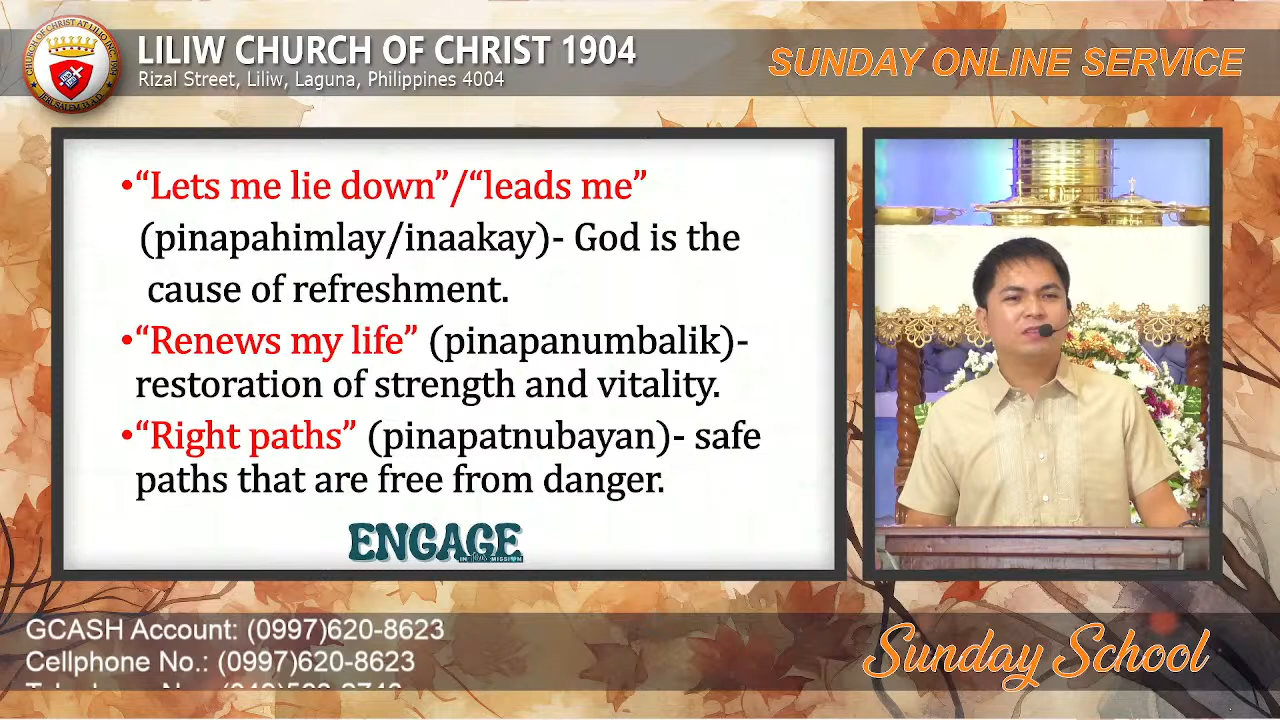 LILIW CHURCH OF CHRIST 1904
Rizal Street, Liliw, Laguna, Philippines 4004
SUNDAY ONLINE SERVICE
•“Lets me lie down”/“leads me”
(pinapahimlay/inaakay)- God is the
cause of refreshment.
•“Renews my life” (pinapanumbalik)-
restoration of strength and vitality.
•“Right paths” (pinapatnubayan)- safe
paths that are free from danger.
ENGAGE
GCASH Account: (0997)620-8623
Cellphone No.: (0997)620-8623
Sunday School